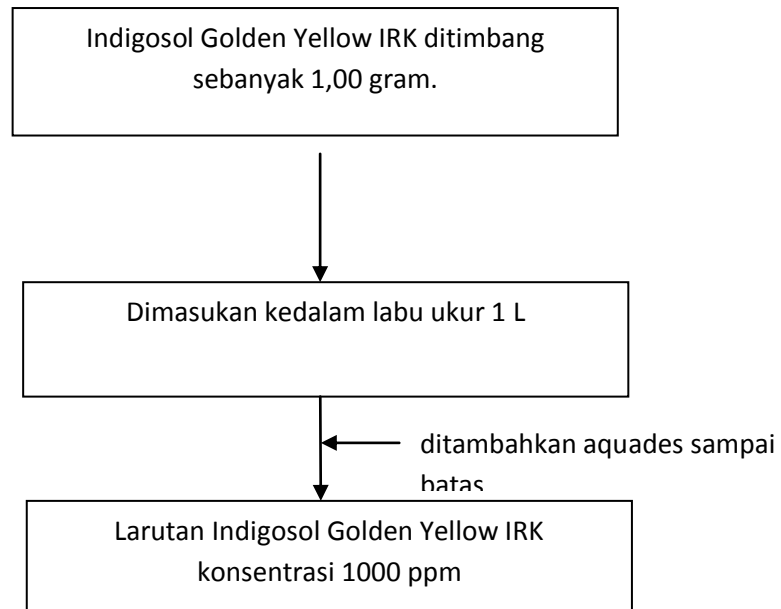 Indigosol Golden Yellow IRK ditimbang
sebanyak 1,00 gram.
Dimasukan kedalam labu ukur 1 L
ditambahkan aquades sampai
batas
Larutan Indigosol Golden Yellow IRK
konsentrasi 1000 ppm